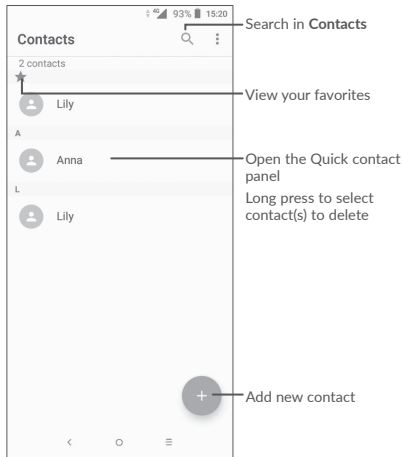 4G 93% 15:20
Contacts
2 contacts
Lily
A
Anna
L
Lily
Search in Contacts
View your favorites
Open the Quick contact
panel
Long press to select
contact(s) to delete
Add new contact